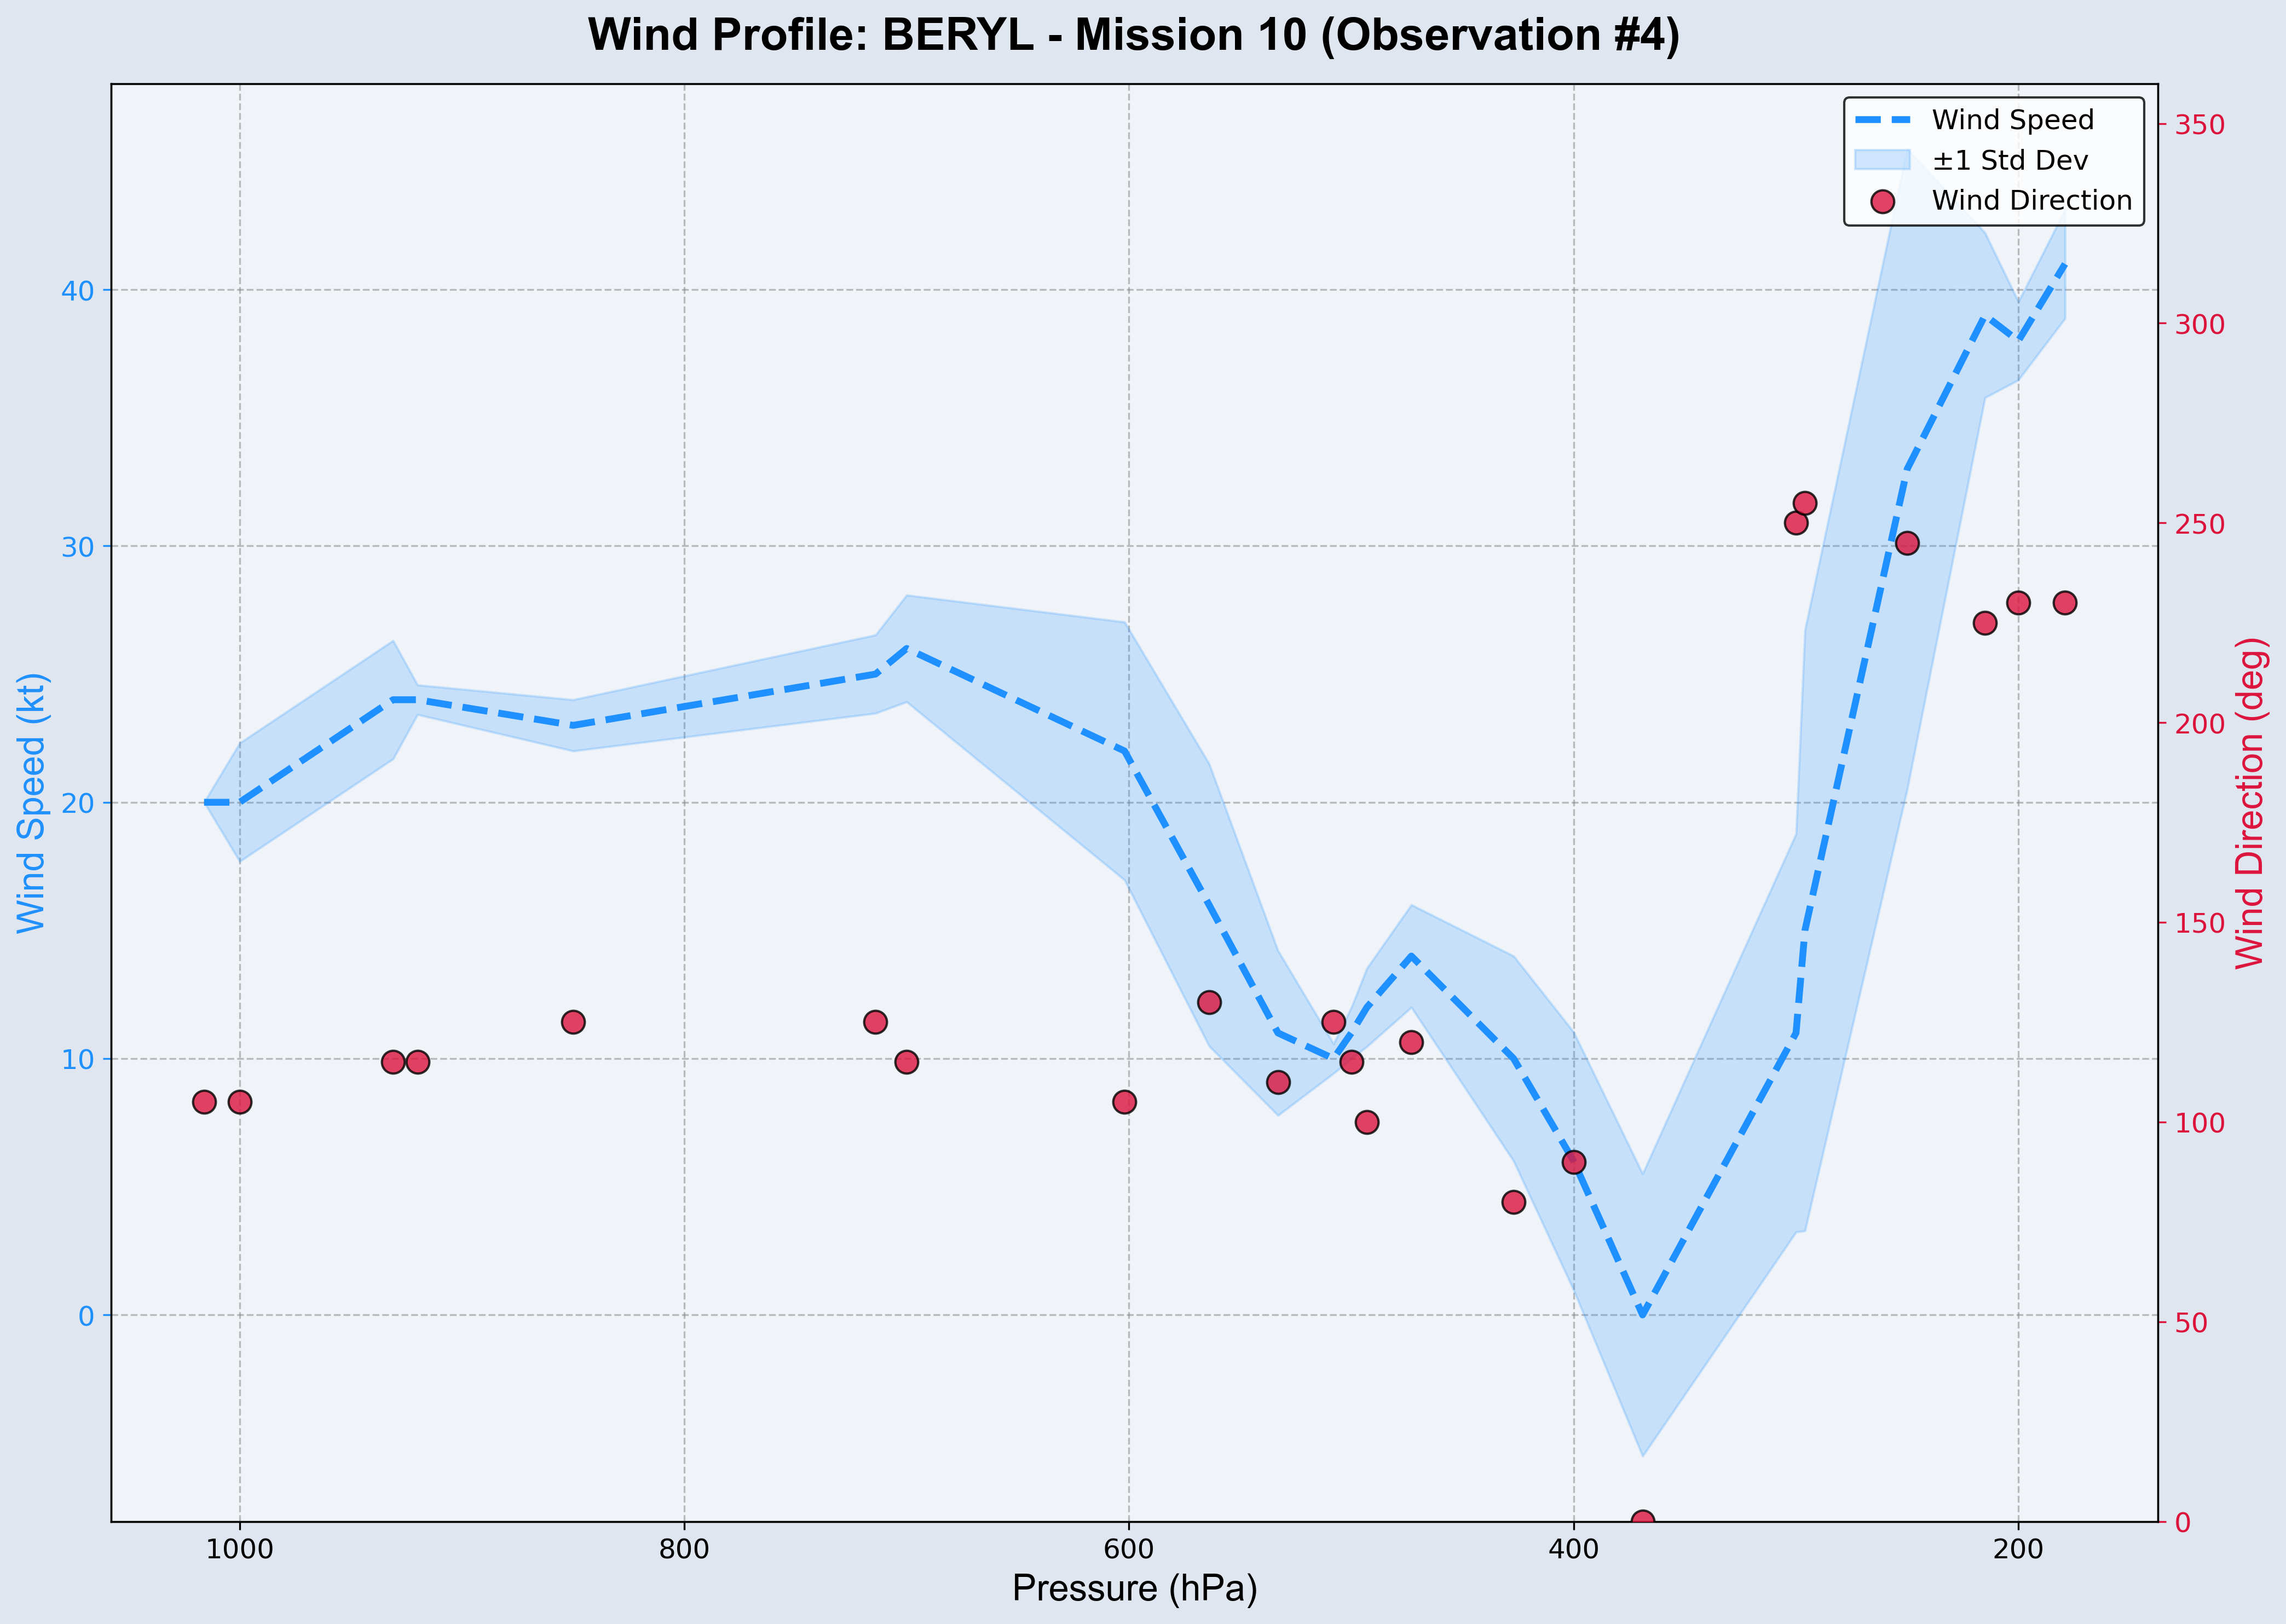 Wind Profile: BERYL - Mission 10 (Observation #4)
Wind Speed
±1 Std Dev
Wind Direction
Wind Speed (kt)
40
30
20
10
0
350
300
250
200
150
100
50
0
Wind Direction (deg)
1000
800
600
400
200
Pressure (hPa)